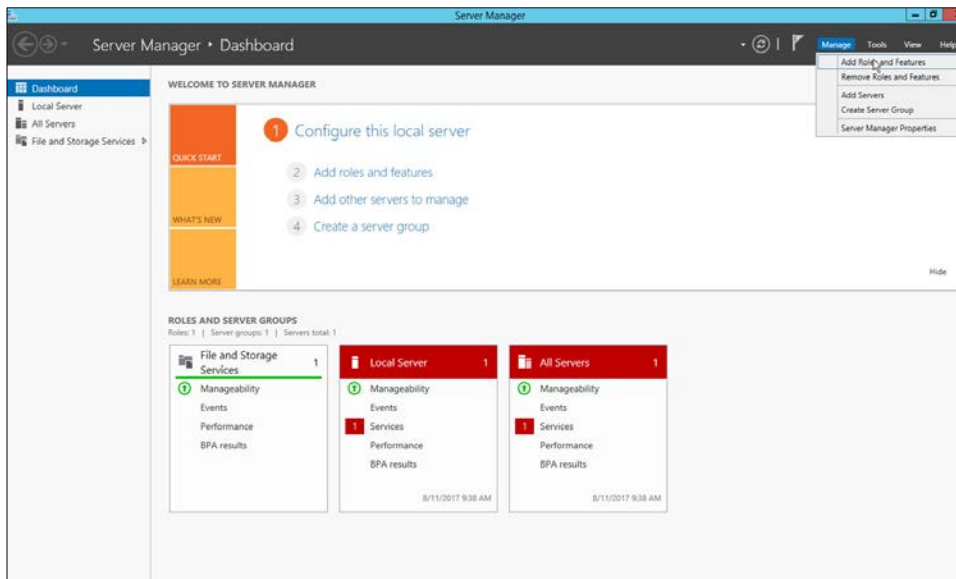 Server Manager
Server Manager • Dashboard
Manage Tools View Help
Add Roles and Features
Remove Roles and Features
Add Servers
Create Server Group
Server Manager Properties
Dashboard
Local Server
All Servers
File and Storage Services
WELCOME TO SERVER MANAGER
QUICK START
WHAT'S NEW
LEARN MORE
1 Configure this local server
2 Add roles and features
3 Add other servers to manage
4 Create a server group
Hide
ROLES AND SERVER GROUPS
Roles: 1 | Server groups: 1 | Servers total: 1
File and Storage Services 1
Manageability
Events
Performance
BPA results
Local Server 1
Manageability
Events
1 Services
Performance
BPA results
8/11/2017 9:38 AM
All Servers 1
Manageability
Events
1 Services
Performance
BPA results
8/11/2017 9:38 AM